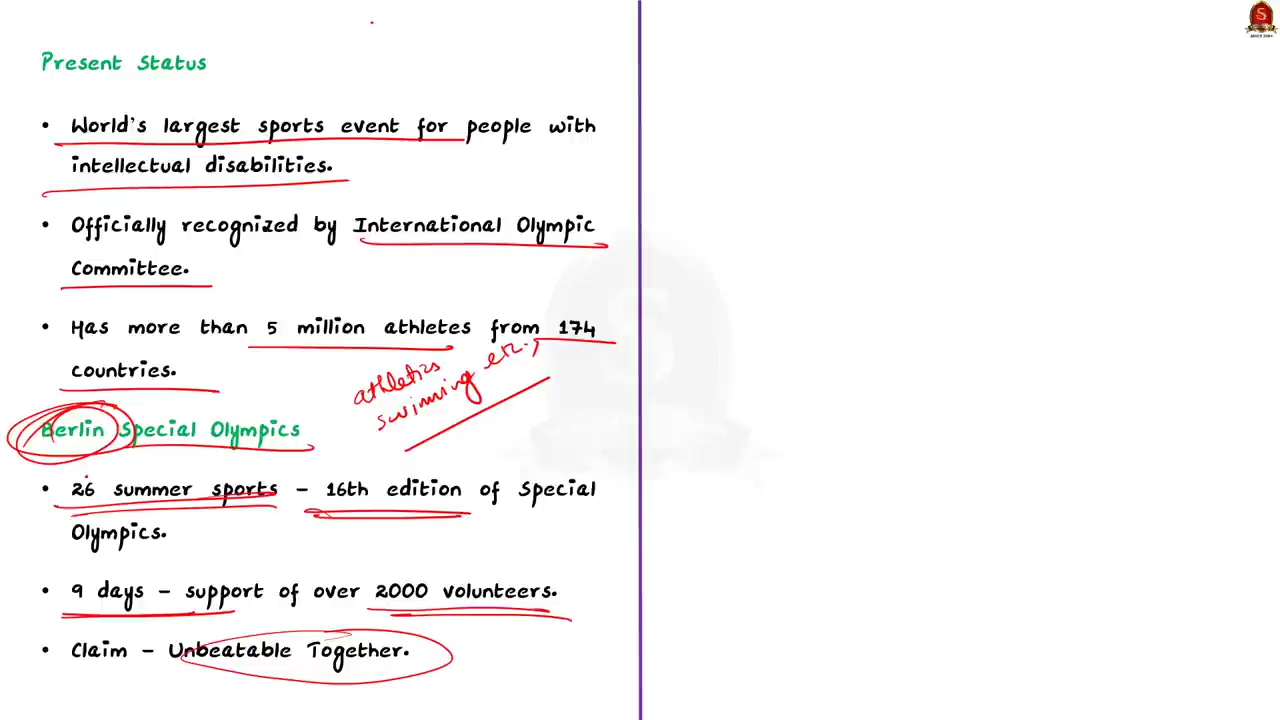 Present Status
• World's largest sports event for people with
intellectual disabilities.
• Officially recognized by International Olympic
Committee.
• Has more than 5 million athletes from 174
countries.
athletics
swimming etc.,
Berlin Special Olympics
• 26 summer sports – 16th edition of Special
Olympics.
• 9 days – support of over 2000 volunteers.
• Claim – Unbeatable Together.
S
SINCE 2004
S